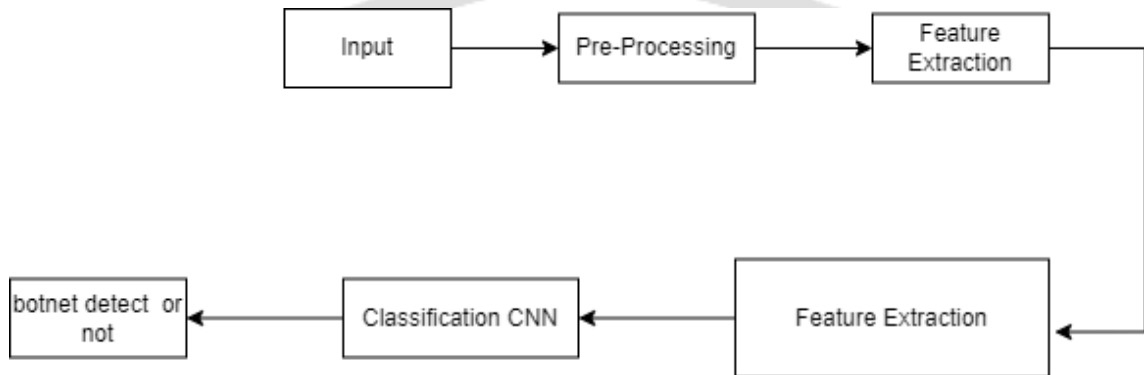 Input
Pre-Processing
Feature
Extraction
Feature Extraction
Classification CNN
botnet detect or
not